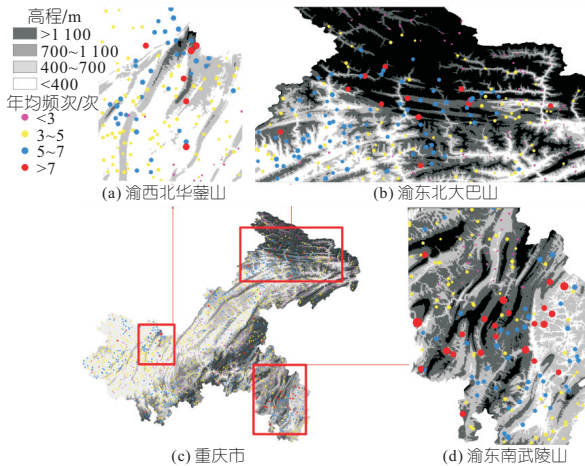 高程/m
>1 100
700~1 100
400~700
<400
年均频次/次
<3
3~5
5~7
>7
(a) 渝西北华蓥山
(b) 渝东北大巴山
(c) 重庆市
(d) 渝东南武陵山